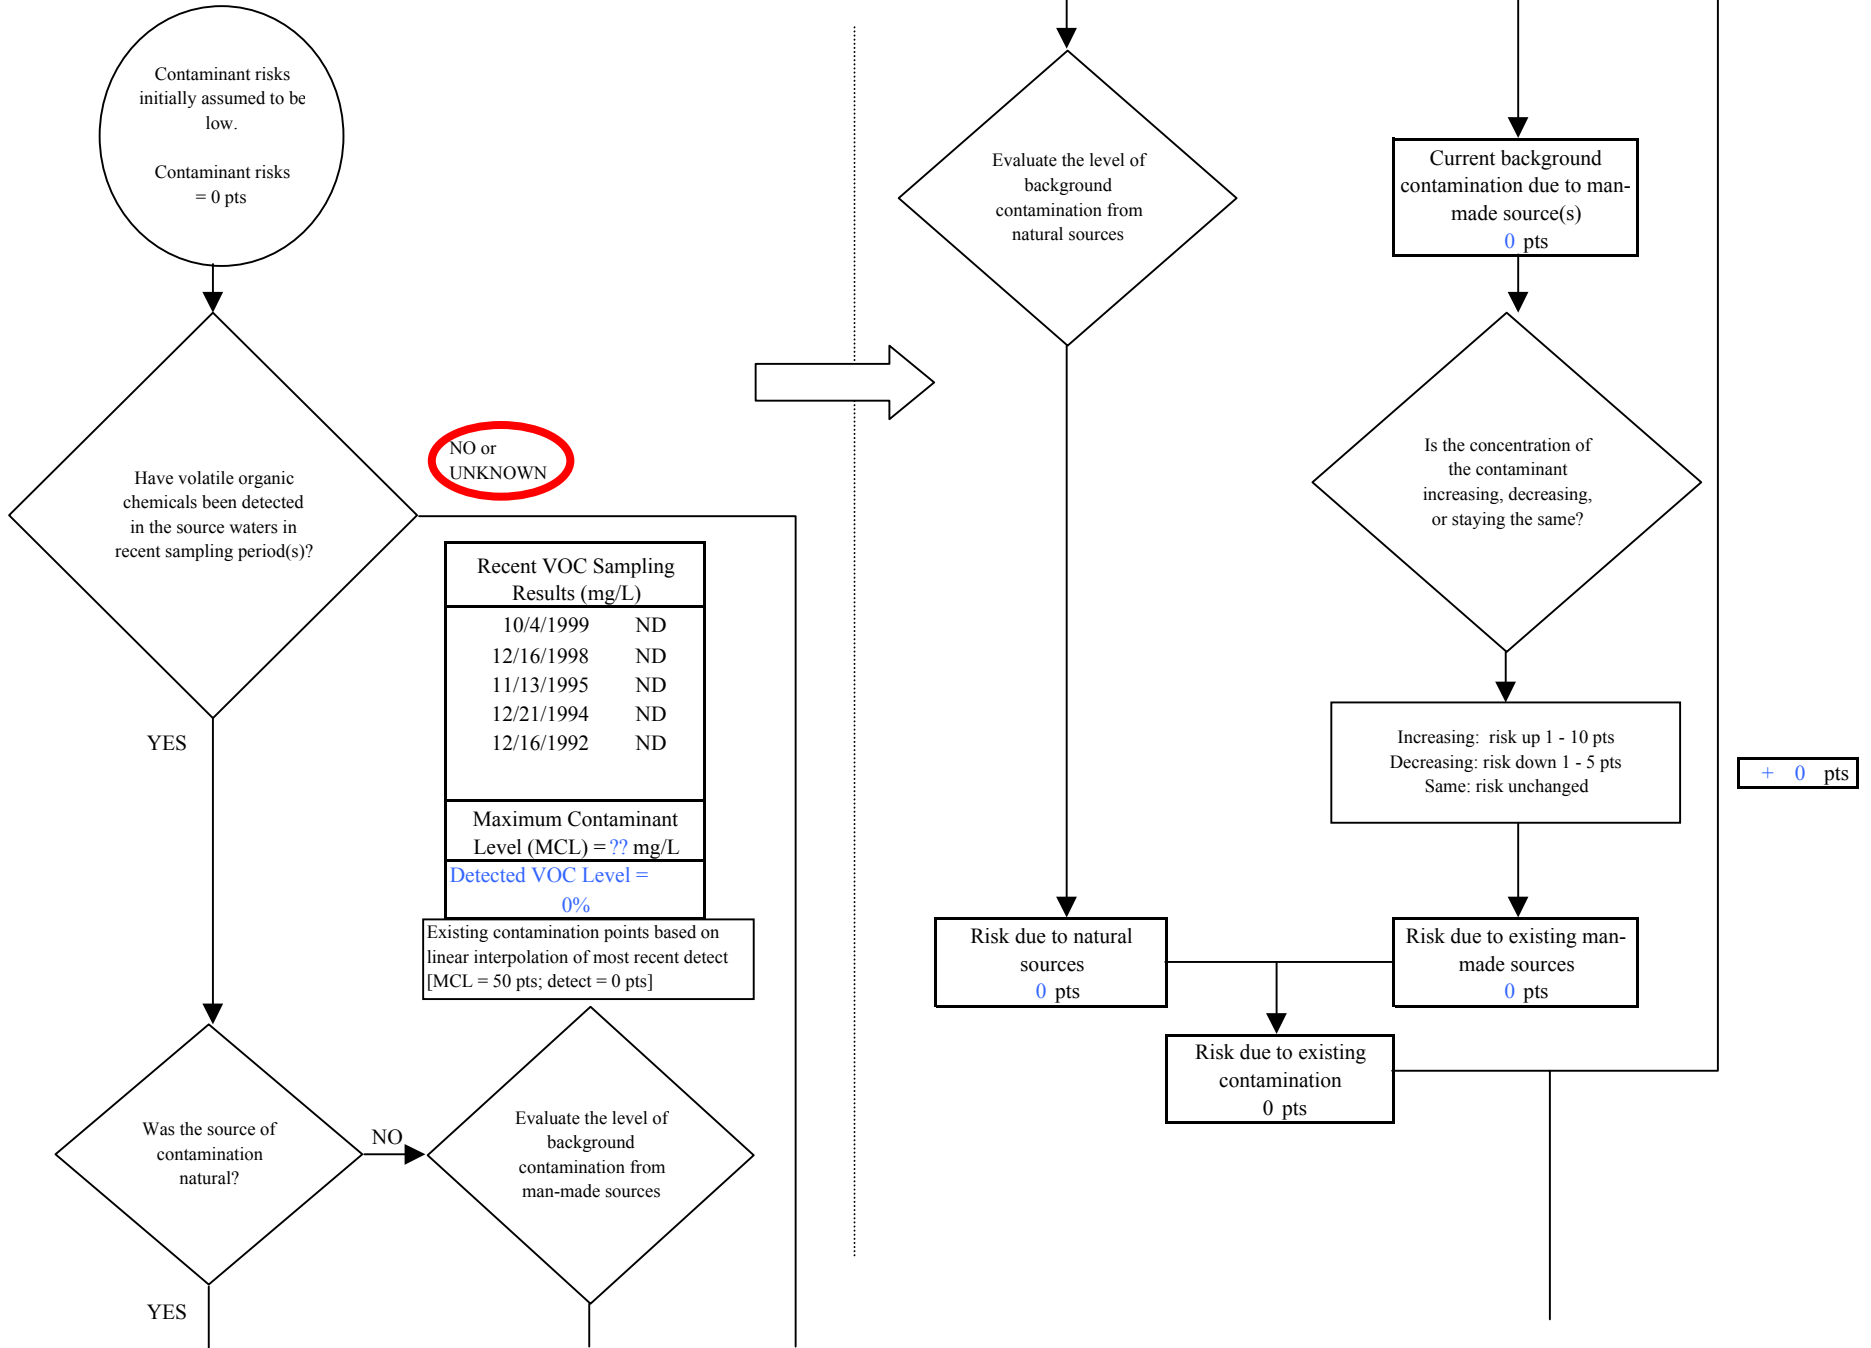 Contaminant risks
initially assumed to be
low.
Contaminant risks
= 0 pts
Have volatile organic
chemicals been detected
in the source waters in
recent sampling period(s)?
NO or
UNKNOWN
YES
Recent VOC Sampling
Results (mg/L)
10/4/1999 ND
12/16/1998 ND
11/13/1995 ND
12/21/1994 ND
12/16/1992 ND
Maximum Contaminant
Level (MCL) = ?? mg/L
Detected VOC Level =
0%
Existing contamination points based on
linear interpolation of most recent detect
[MCL = 50 pts; detect = 0 pts]
Was the source of
contamination
natural?
NO
YES
Evaluate the level of
background
contamination from
man-made sources
Evaluate the level of
background
contamination from
natural sources
Current background
contamination due to man-
made source(s)
0 pts
Is the concentration of
the contaminant
increasing, decreasing,
or staying the same?
Increasing: risk up 1 - 10 pts
Decreasing: risk down 1 - 5 pts
Same: risk unchanged
+ 0 pts
Risk due to natural
sources
0 pts
Risk due to existing man-
made sources
0 pts
Risk due to existing
contamination
0 pts